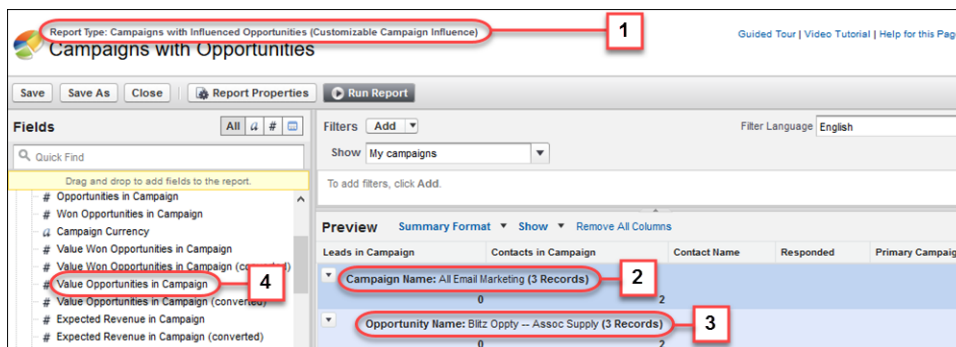 Report Type: Campaigns with Influenced Opportunities (Customizable Campaign Influence)
1
Campaigns with Opportunities
Guided Tour | Video Tutorial | Help for this Pag
Save Save As Close Report Properties Run Report
Fields All a #
Quick Find
Drag and drop to add fields to the report.
# Opportunities in Campaign
# Won Opportunities in Campaign
a Campaign Currency
# Value Won Opportunities in Campaign
# Value Won Opportunities in Campaign (converted)
# Value Opportunities in Campaign
4
# Value Opportunities in Campaign (converted)
# Expected Revenue in Campaign
# Expected Revenue in Campaign (converted)
Filters Add
Filter Language English
Show My campaigns
To add filters, click Add.
Preview Summary Format Show Remove All Columns
Leads in Campaign Contacts in Campaign Contact Name Responded Primary Campaig
Campaign Name: All Email Marketing (3 Records)
2
0 2
Opportunity Name: Blitz Oppty -- Assoc Supply (3 Records)
3
0 2